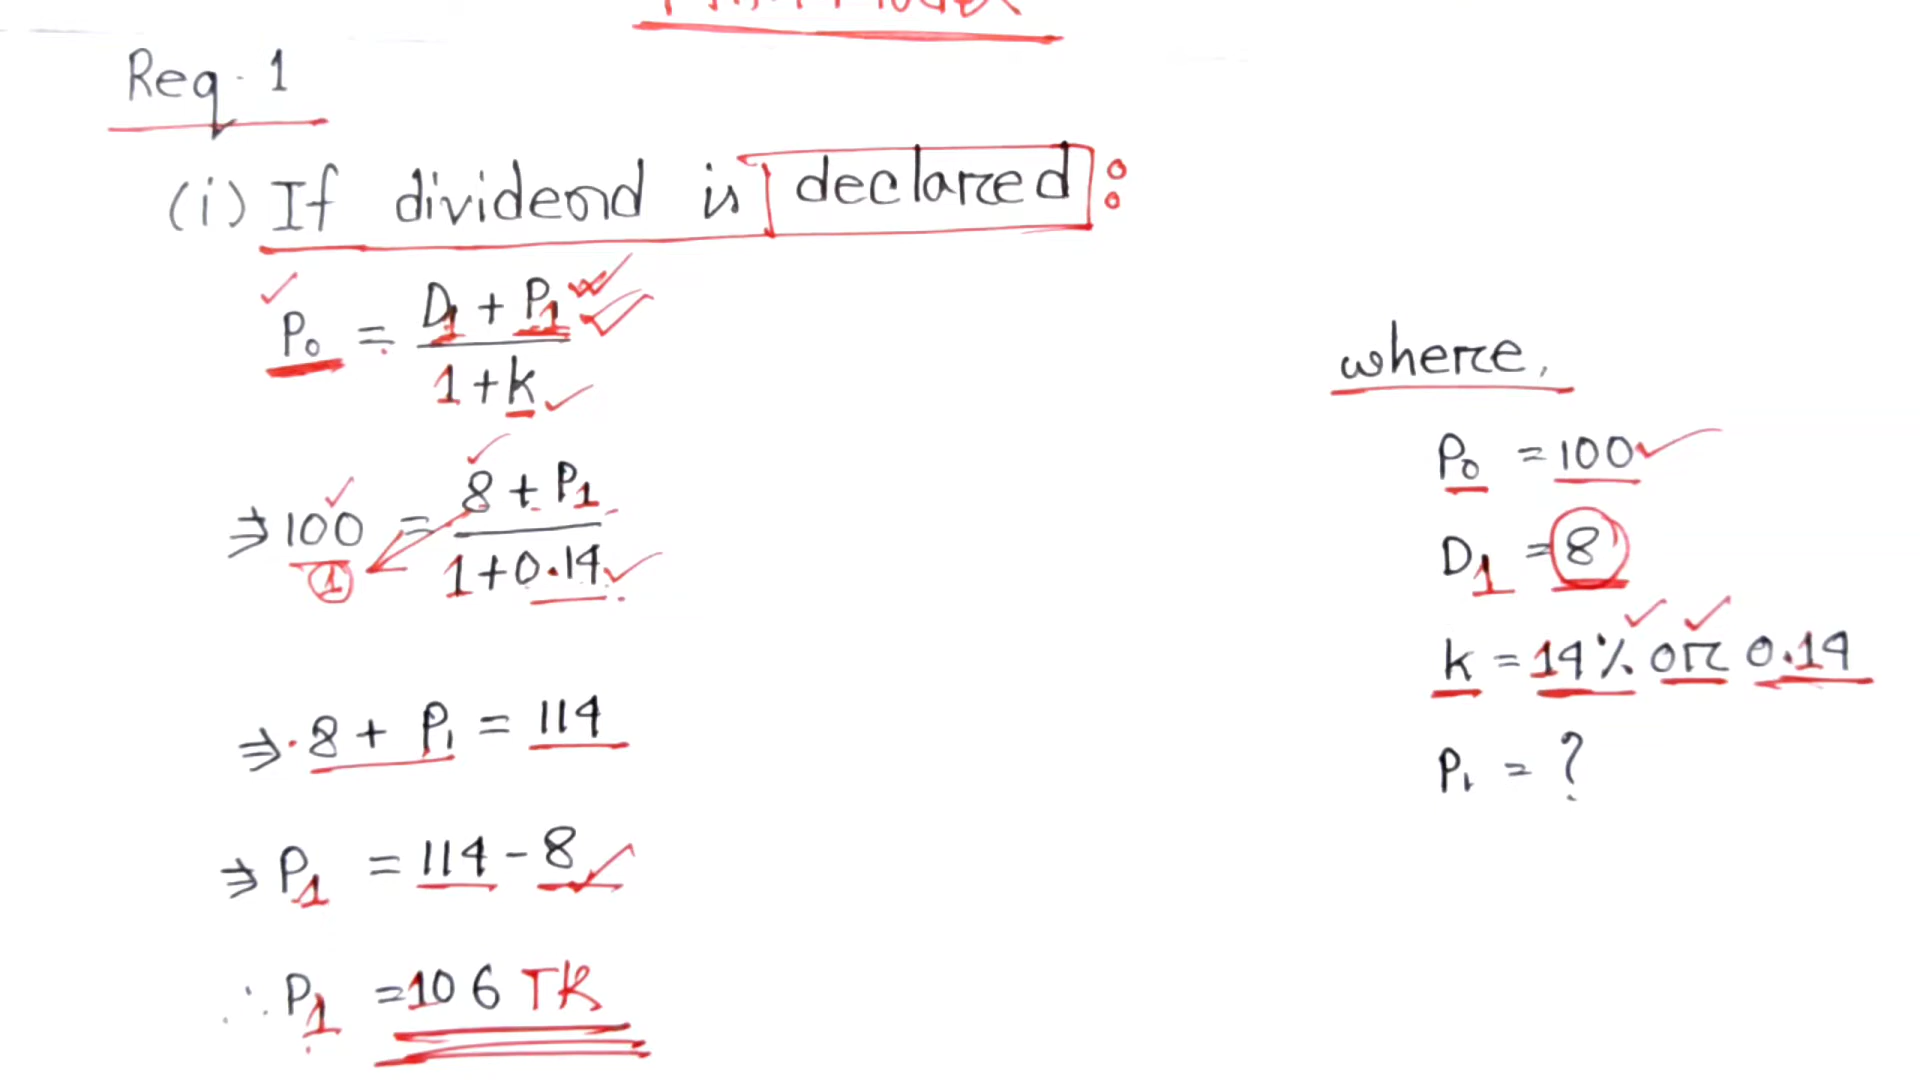 Req. 1
(i) If dividend is declared:
P₀ = (D₁ + P₁) / (1 + k)
⇒ 100 / 1 = (8 + P₁) / (1 + 0.14)
⇒ 8 + P₁ = 114
⇒ P₁ = 114 - 8
∴ P₁ = 106 TK
where,
P₀ = 100
D₁ = 8
k = 14% or 0.14
P₁ = ?